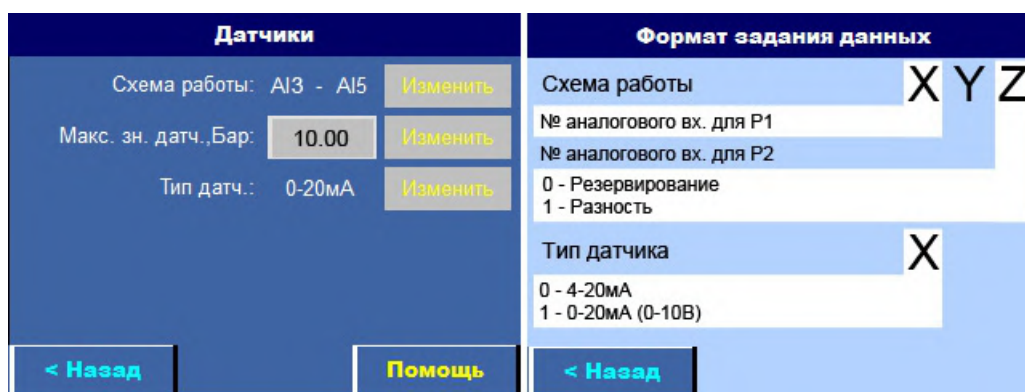 Датчики
Схема работы: AI3 - AI5 Изменить
Макс. зн. датч.,Бар: 10.00 Изменить
Тип датч.: 0-20мА Изменить
< Назад Помощь
Формат задания данных
Схема работы X Y Z
№ аналогового вх. для P1
№ аналогового вх. для P2
0 - Резервирование
1 - Разность
Тип датчика X
0 - 4-20мА
1 - 0-20мА (0-10В)
< Назад